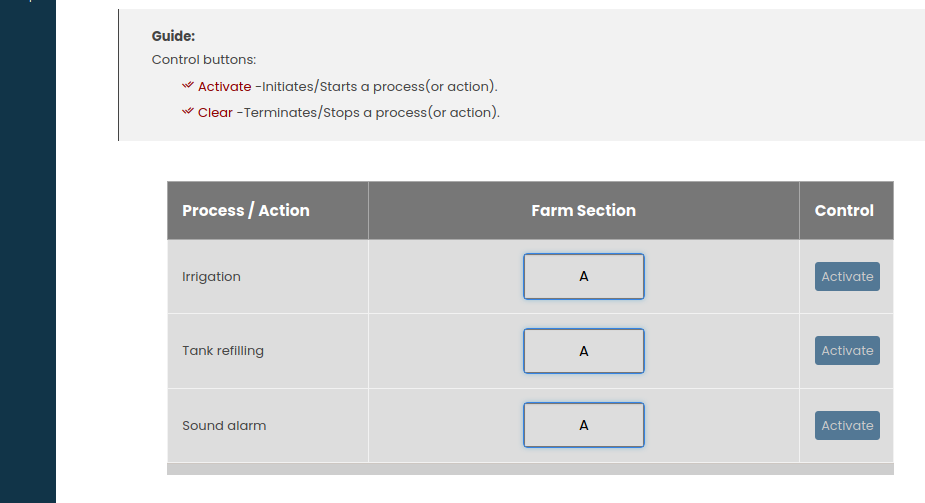 Guide:
Control buttons:
Activate -Initiates/Starts a process(or action).
Clear -Terminates/Stops a process(or action).
Process / Action Farm Section Control
Irrigation A Activate
Tank refilling A Activate
Sound alarm A Activate